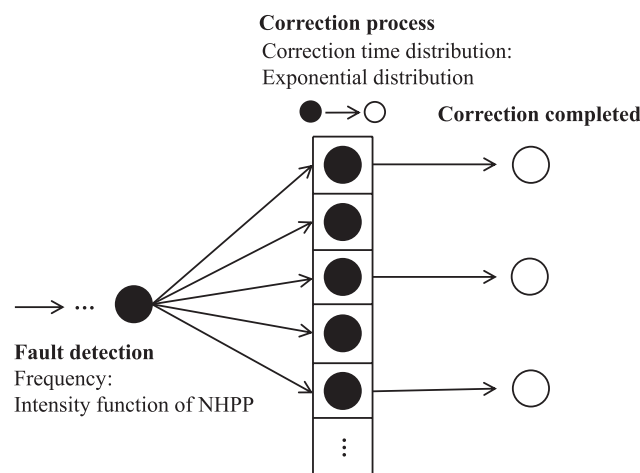 Correction process
Correction time distribution:
Exponential distribution
Correction completed
...
Fault detection
Frequency:
Intensity function of NHPP
⋮